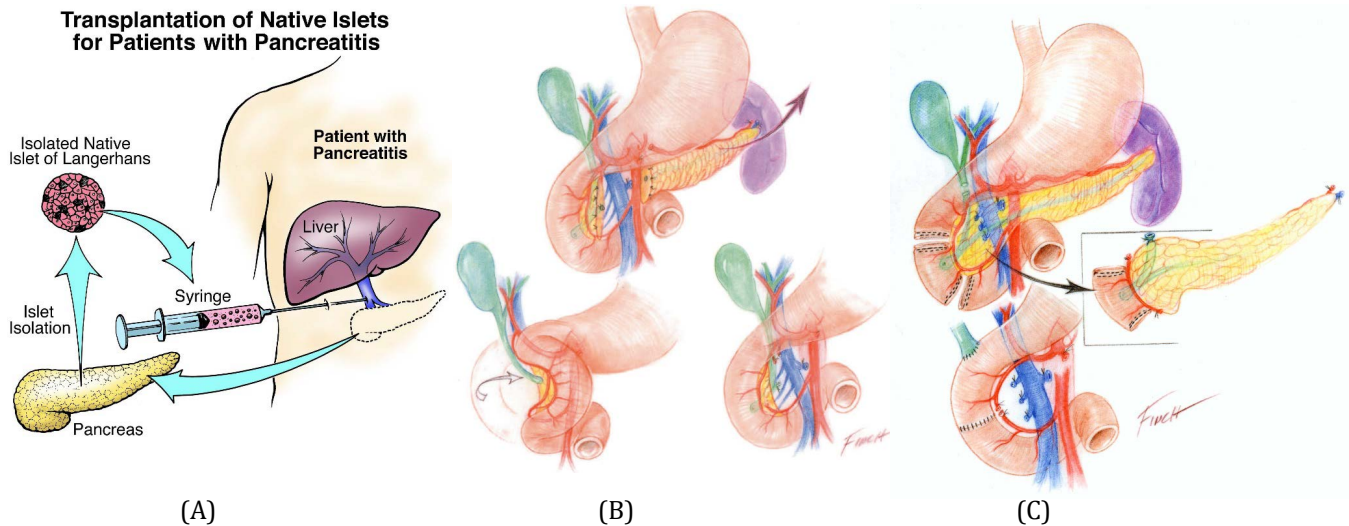 Transplantation of Native Islets
for Patients with Pancreatitis
Isolated Native
Islet of Langerhans
Patient with
Pancreatitis
Liver
Syringe
Islet
Isolation
Pancreas
FINCH
FINCH
(A)
(B)
(C)